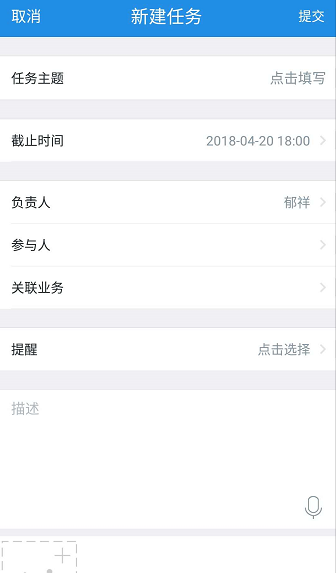 取消 新建任务 提交
任务主题 点击填写
截止时间 2018-04-20 18:00
负责人 郁祥
参与人
关联业务
提醒 点击选择
描述